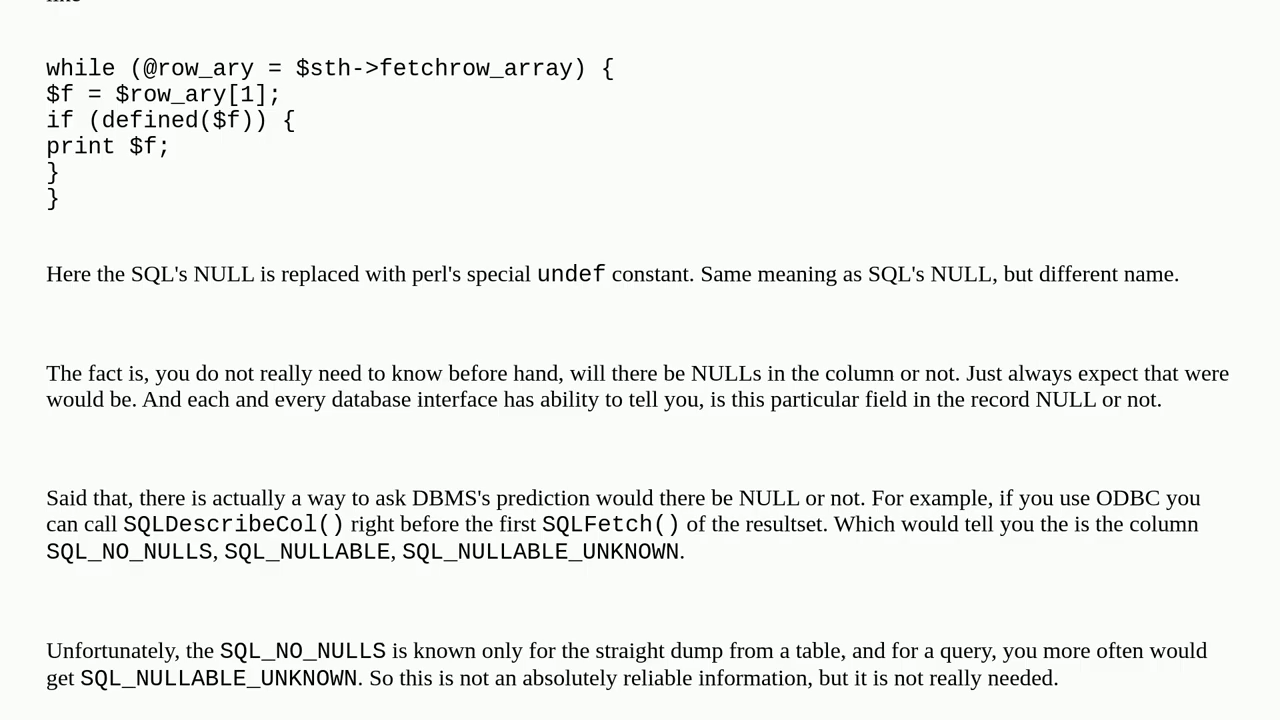 while (@row_ary = $sth->fetchrow_array) {
$f = $row_ary[1];
if (defined($f)) {
print $f;
}
}
Here the SQL's NULL is replaced with perl's special undef constant. Same meaning as SQL's NULL, but different name.
The fact is, you do not really need to know before hand, will there be NULLs in the column or not. Just always expect that were
would be. And each and every database interface has ability to tell you, is this particular field in the record NULL or not.
Said that, there is actually a way to ask DBMS's prediction would there be NULL or not. For example, if you use ODBC you
can call SQLDescribeCol() right before the first SQLFetch() of the resultset. Which would tell you the is the column
SQL_NO_NULLS, SQL_NULLABLE, SQL_NULLABLE_UNKNOWN.
Unfortunately, the SQL_NO_NULLS is known only for the straight dump from a table, and for a query, you more often would
get SQL_NULLABLE_UNKNOWN. So this is not an absolutely reliable information, but it is not really needed.